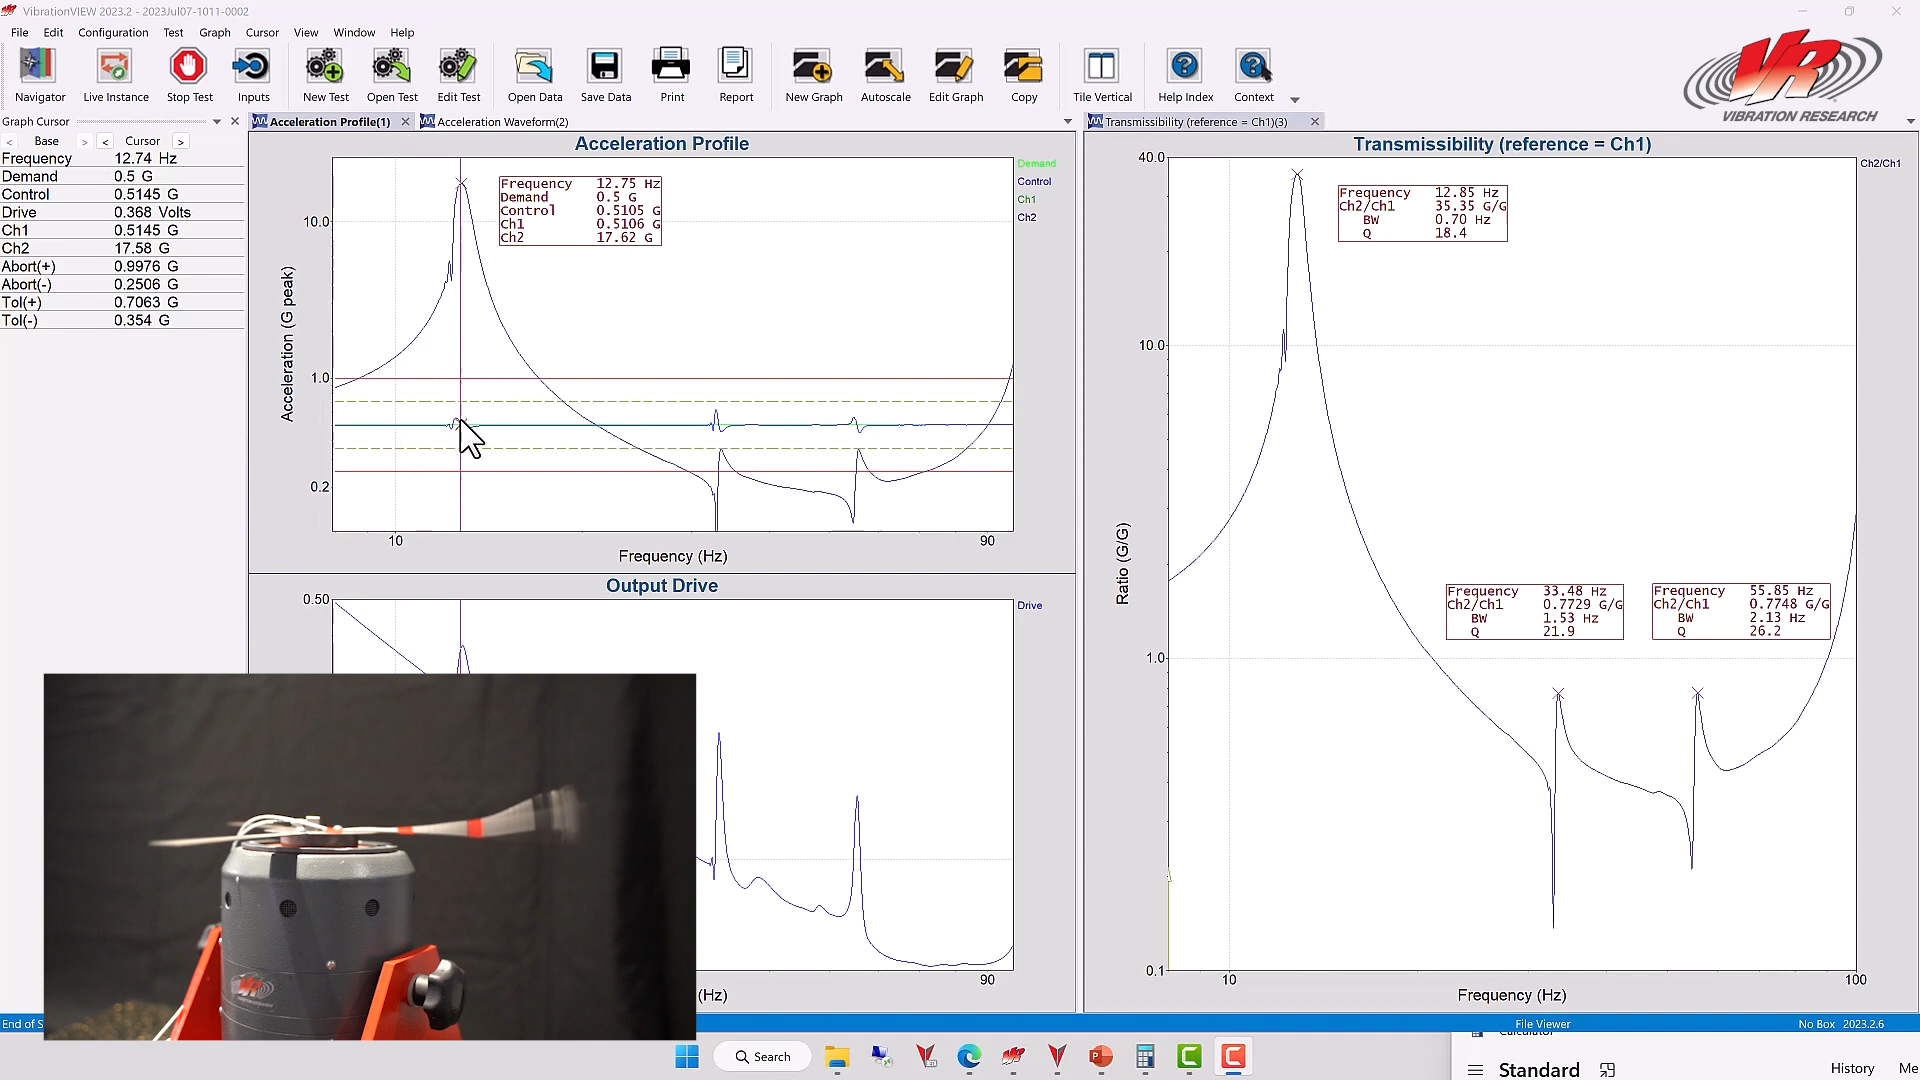 VibrationVIEW 2023.2 - 2023Jul07-1011-0002
File Edit Configuration Test Graph Cursor View Window Help
Navigator Live Instance Stop Test Inputs New Test Open Test Edit Test Open Data Save Data Print Report New Graph Autoscale Edit Graph Copy Tile Vertical Help Index Context
VR
VIBRATION RESEARCH
Graph Cursor
< Base > < Cursor >
Frequency 12.74 Hz
Demand 0.5 G
Control 0.5145 G
Drive 0.368 Volts
Ch1 0.5145 G
Ch2 17.58 G
Abort(+) 0.9976 G
Abort(-) 0.2506 G
Tol(+) 0.7063 G
Tol(-) 0.354 G
Acceleration Profile(1) Acceleration Waveform(2)
Acceleration Profile
Demand
Control
Ch1
Ch2
Frequency 12.75 Hz
Demand 0.5 G
Control 0.5105 G
Ch1 0.5106 G
Ch2 17.62 G
Acceleration (G peak)
10.0
1.0
0.2
10 90
Frequency (Hz)
Output Drive
Drive
0.50
90
(Hz)
VR
Transmissibility (reference = Ch1)(3)
Transmissibility (reference = Ch1)
Ch2/Ch1
Frequency 12.85 Hz
Ch2/Ch1 35.35 G/G
BW 0.70 Hz
Q 18.4
Frequency 33.48 Hz
Ch2/Ch1 0.7729 G/G
BW 1.53 Hz
Q 21.9
Frequency 55.85 Hz
Ch2/Ch1 0.7748 G/G
BW 2.13 Hz
Q 26.2
Ratio (G/G)
40.0
10.0
1.0
0.1
10 100
Frequency (Hz)
End of S
File Viewer No Box 2023.2.6
Calculator
Search
Standard History Me